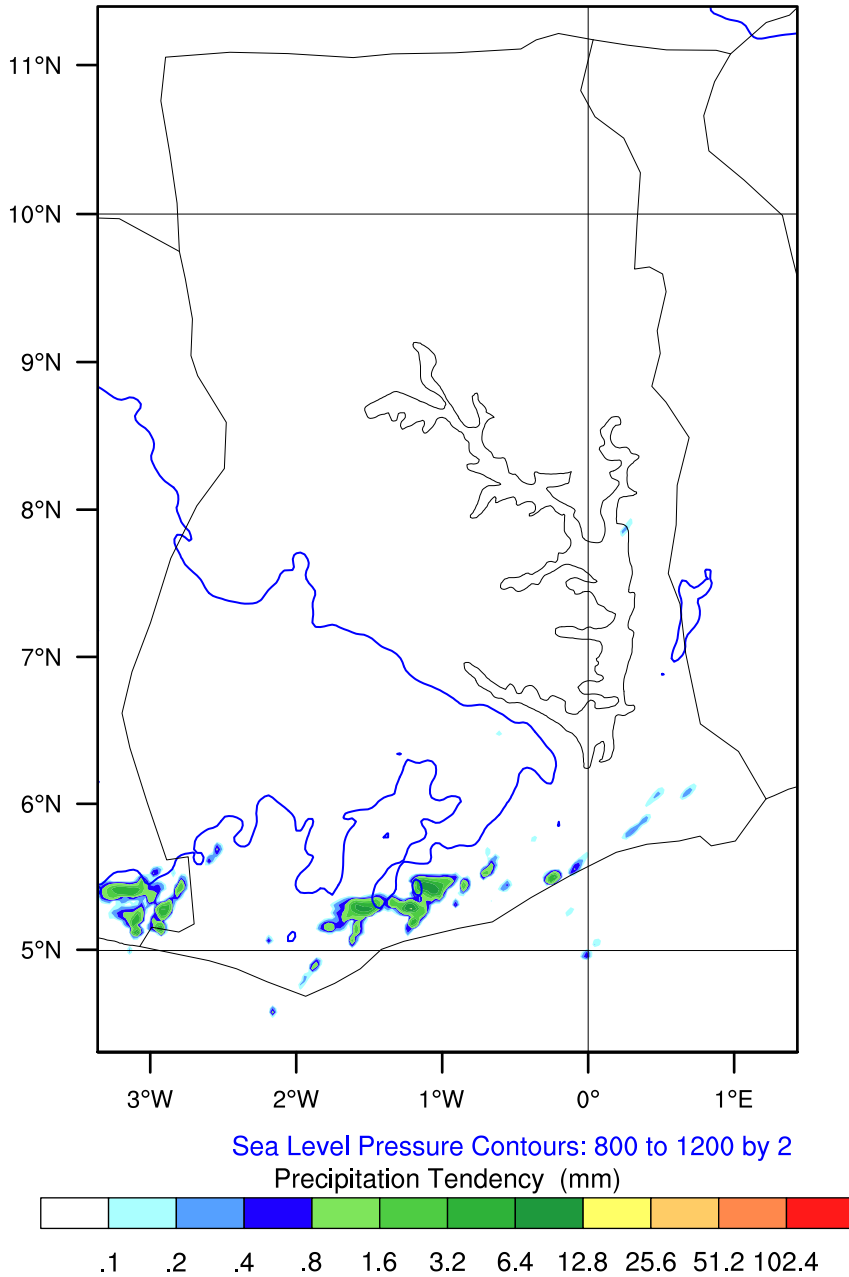 11°N
10°N
9°N
8°N
7°N
6°N
5°N
3°W 2°W 1°W 0° 1°E
Sea Level Pressure Contours: 800 to 1200 by 2
Precipitation Tendency (mm)
.1 .2 .4 .8 1.6 3.2 6.4 12.8 25.6 51.2 102.4